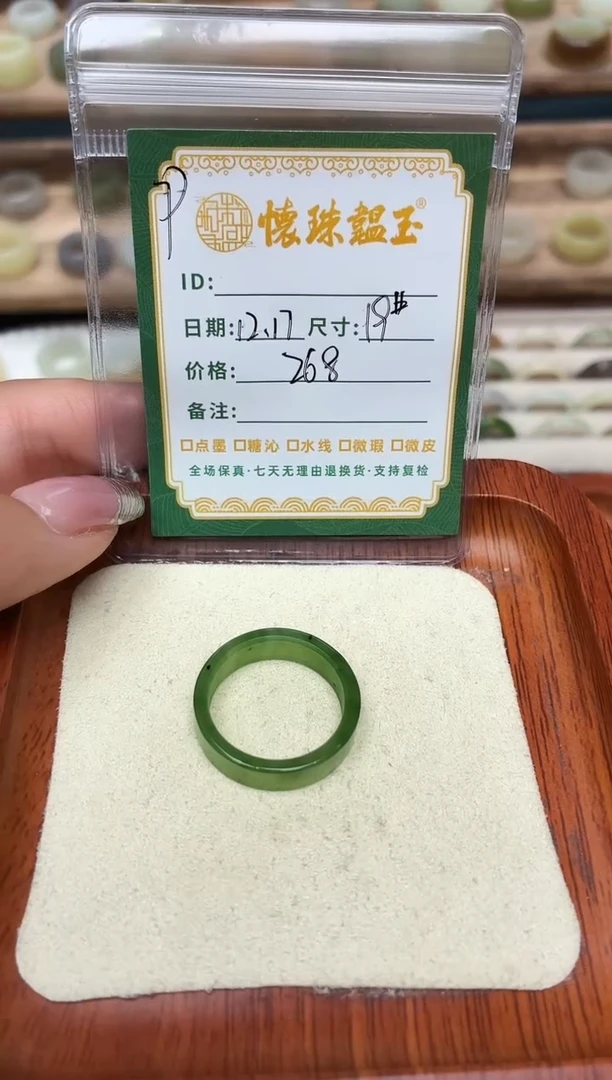 懷珠韞玉®
ID:
日期:12.17 尺寸:19#
价格:268
备注:
□点墨 □糖沁 □水线 □微瑕 □微皮
全场保真·七天无理由退换货·支持复检